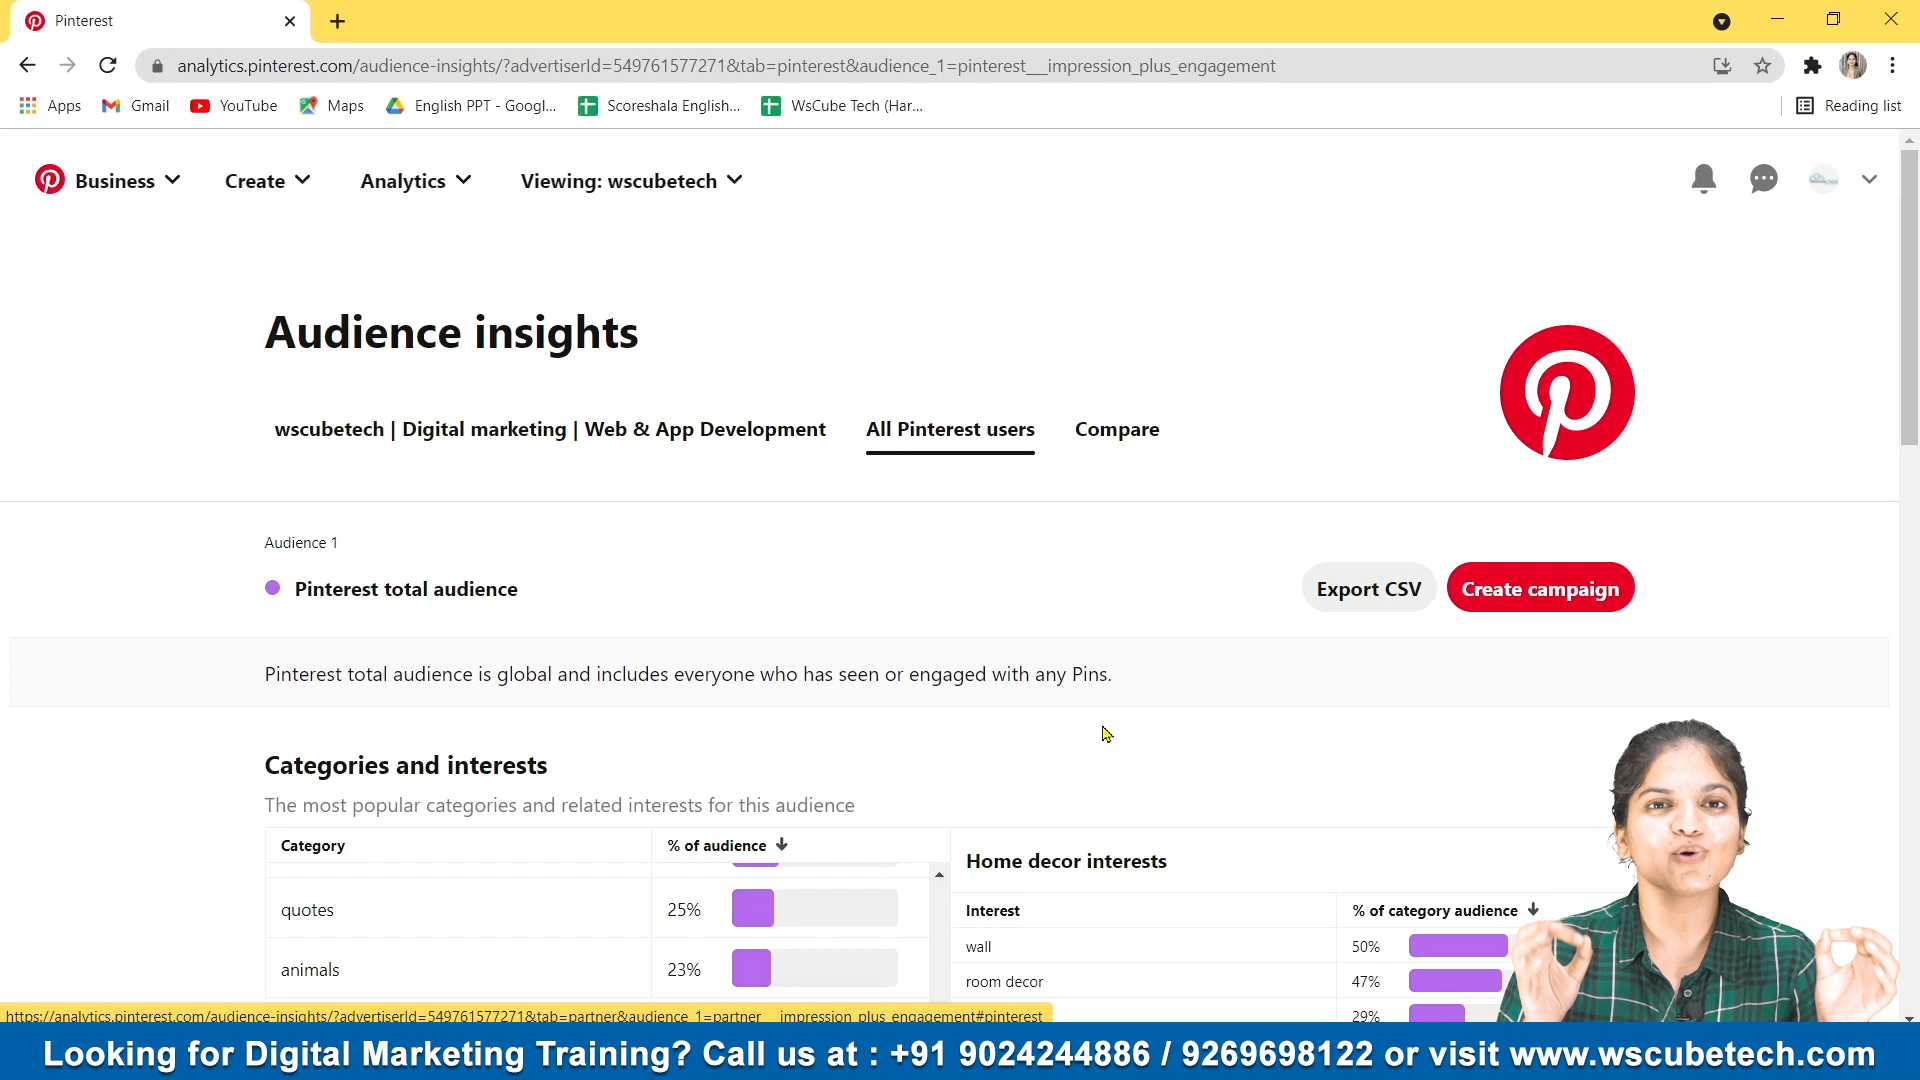 Pinterest
analytics.pinterest.com/audience-insights/?advertiserId=549761577271&tab=pinterest&audience_1=pinterest__impression_plus_engagement
Apps Gmail YouTube Maps English PPT - Googl... Scoreshala English... WsCube Tech (Har... Reading list
Business Create Analytics Viewing: wscubetech
Audience insights
wscubetech | Digital marketing | Web & App Development All Pinterest users Compare
Audience 1
Pinterest total audience Export CSV Create campaign
Pinterest total audience is global and includes everyone who has seen or engaged with any Pins.
Categories and interests
The most popular categories and related interests for this audience
Category % of audience
Home decor interests
quotes 25%
Interest % of category audience
wall 50%
animals 23%
room decor 47%
29%
https://analytics.pinterest.com/audience-insights/?advertiserId=549761577271&tab=partner&audience_1=partner__impression_plus_engagement#pinterest
Looking for Digital Marketing Training? Call us at : +91 9024244886 / 9269698122 or visit www.wscubetech.com